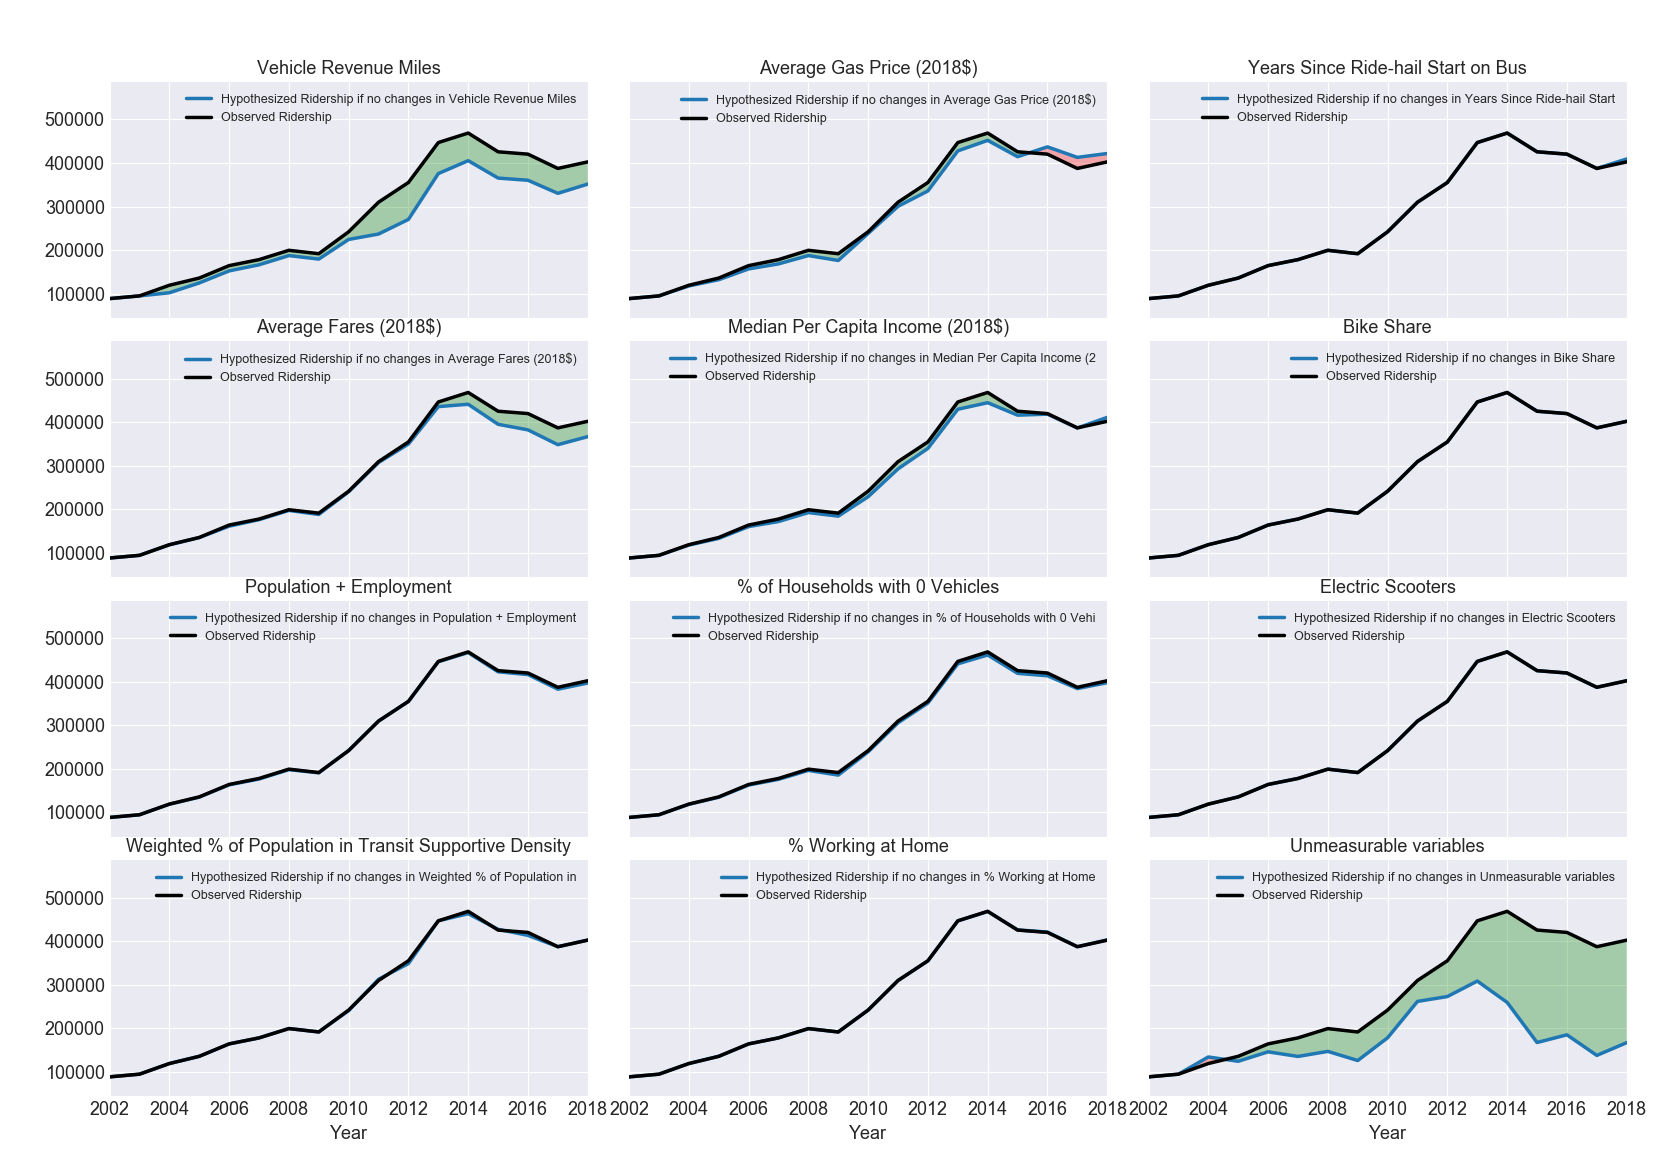 Vehicle Revenue Miles
Hypothesized Ridership if no changes in Vehicle Revenue Miles
Observed Ridership
500000
400000
300000
200000
100000
Average Gas Price (2018$)
Hypothesized Ridership if no changes in Average Gas Price (2018$)
Observed Ridership
Years Since Ride-hail Start on Bus
Hypothesized Ridership if no changes in Years Since Ride-hail Start
Observed Ridership
Average Fares (2018$)
Hypothesized Ridership if no changes in Average Fares (2018$)
Observed Ridership
500000
400000
300000
200000
100000
Median Per Capita Income (2018$)
Hypothesized Ridership if no changes in Median Per Capita Income (2
Observed Ridership
Bike Share
Hypothesized Ridership if no changes in Bike Share
Observed Ridership
Population + Employment
Hypothesized Ridership if no changes in Population + Employment
Observed Ridership
500000
400000
300000
200000
100000
% of Households with 0 Vehicles
Hypothesized Ridership if no changes in % of Households with 0 Vehi
Observed Ridership
Electric Scooters
Hypothesized Ridership if no changes in Electric Scooters
Observed Ridership
Weighted % of Population in Transit Supportive Density
Hypothesized Ridership if no changes in Weighted % of Population in
Observed Ridership
500000
400000
300000
200000
100000
2002 2004 2006 2008 2010 2012 2014 2016 2018
Year
% Working at Home
Hypothesized Ridership if no changes in % Working at Home
Observed Ridership
2002 2004 2006 2008 2010 2012 2014 2016 2018
Year
Unmeasurable variables
Hypothesized Ridership if no changes in Unmeasurable variables
Observed Ridership
2002 2004 2006 2008 2010 2012 2014 2016 2018
Year